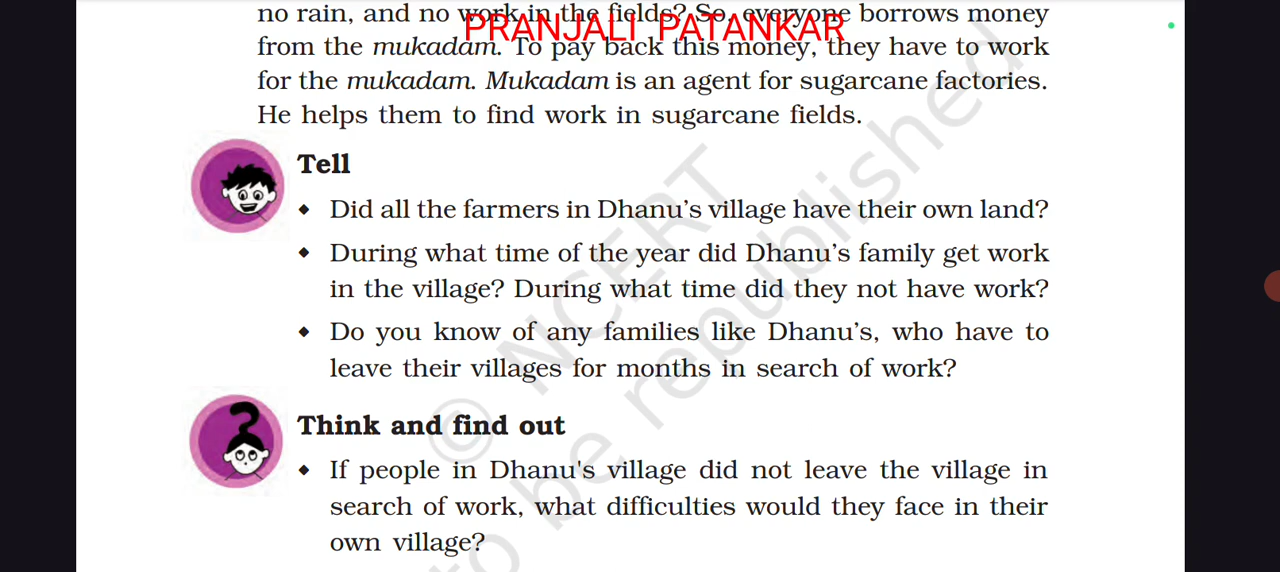 no rain, and no work in the fields? So, everyone borrows money
PRANJALI PATANKAR
from the mukadam. To pay back this money, they have to work
for the mukadam. Mukadam is an agent for sugarcane factories.
He helps them to find work in sugarcane fields.
Tell
• Did all the farmers in Dhanu's village have their own land?
• During what time of the year did Dhanu's family get work
in the village? During what time did they not have work?
• Do you know of any families like Dhanu's, who have to
leave their villages for months in search of work?
Think and find out
• If people in Dhanu's village did not leave the village in
search of work, what difficulties would they face in their
own village?
© NCERT
to be republished